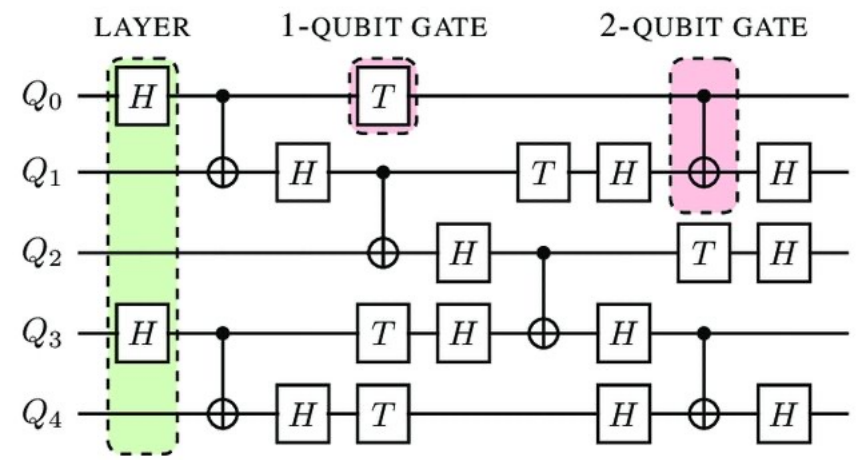 LAYER 1-QUBIT GATE 2-QUBIT GATE
Q0 H T
Q1 H T H H
Q2 H T H
Q3 H T H H
Q4 H T H H